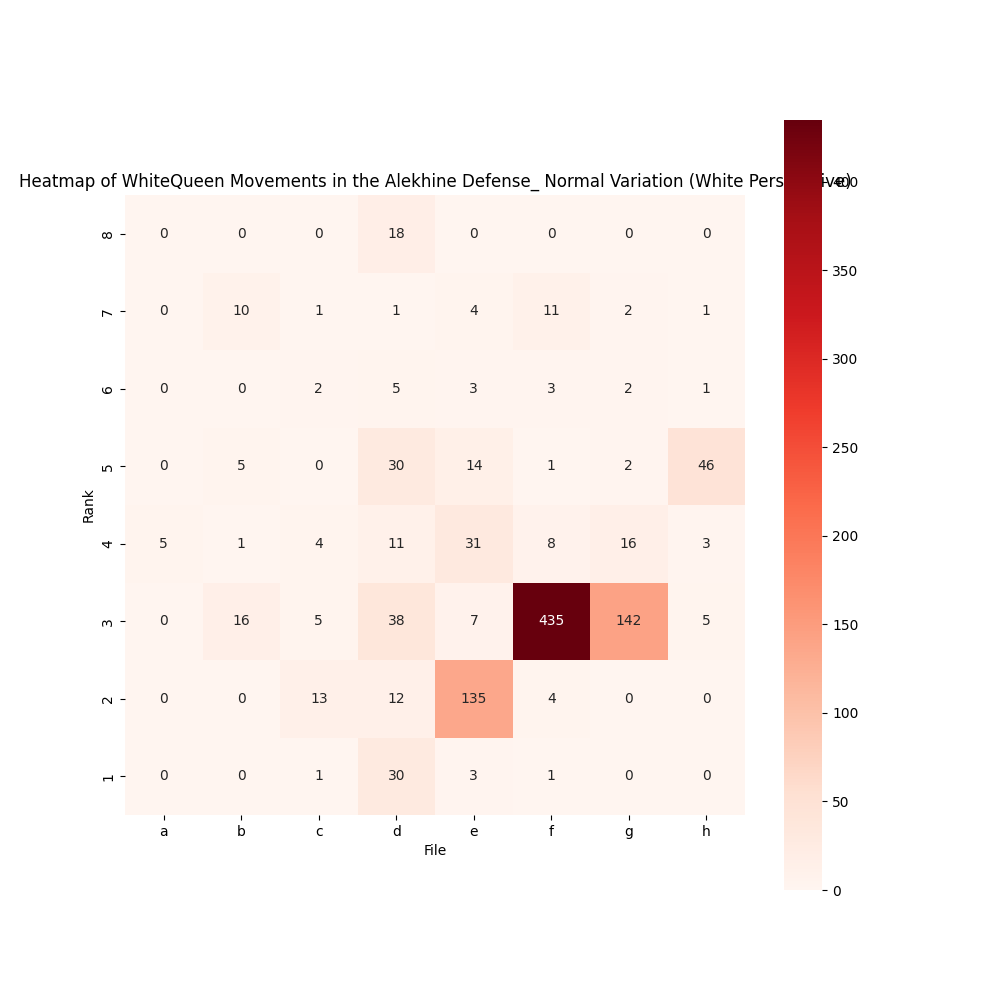 Heatmap of WhiteQueen Movements in the Alekhine Defense_ Normal Variation (White Pers ive)
400
8 0 0 0 18 0 0 0 0
350
7 0 10 1 1 4 11 2 1
300
6 0 0 2 5 3 3 2 1
250
5 0 5 0 30 14 1 2 46
200
Rank
4 5 1 4 11 31 8 16 3
150
3 0 16 5 38 7 435 142 5
100
2 0 0 13 12 135 4 0 0
50
1 0 0 1 30 3 1 0 0
a b c d e f g h
File
0